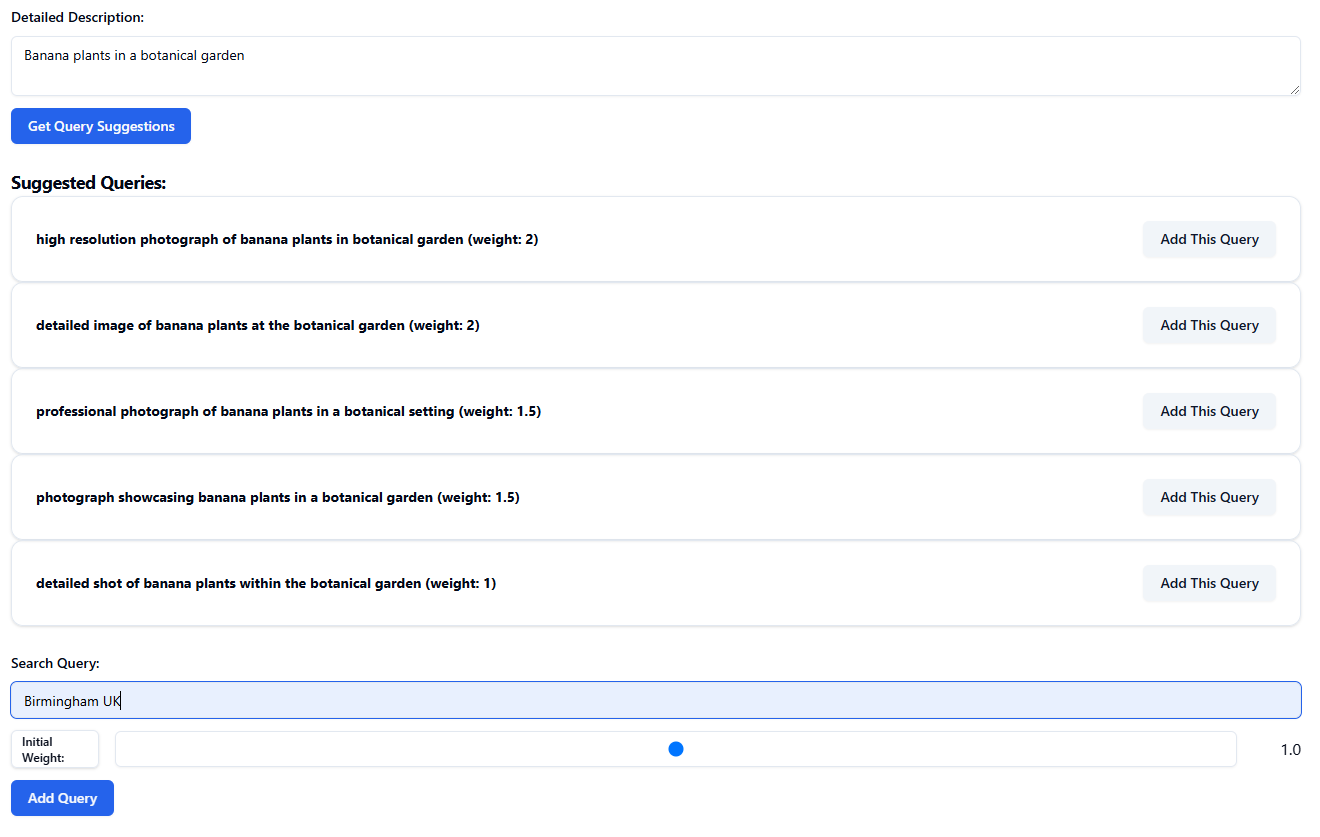 Detailed Description:
Banana plants in a botanical garden
Get Query Suggestions
Suggested Queries:
high resolution photograph of banana plants in botanical garden (weight: 2)
Add This Query
detailed image of banana plants at the botanical garden (weight: 2)
Add This Query
professional photograph of banana plants in a botanical setting (weight: 1.5)
Add This Query
photograph showcasing banana plants in a botanical garden (weight: 1.5)
Add This Query
detailed shot of banana plants within the botanical garden (weight: 1)
Add This Query
Search Query:
Birmingham UK
Initial
Weight:
1.0
Add Query